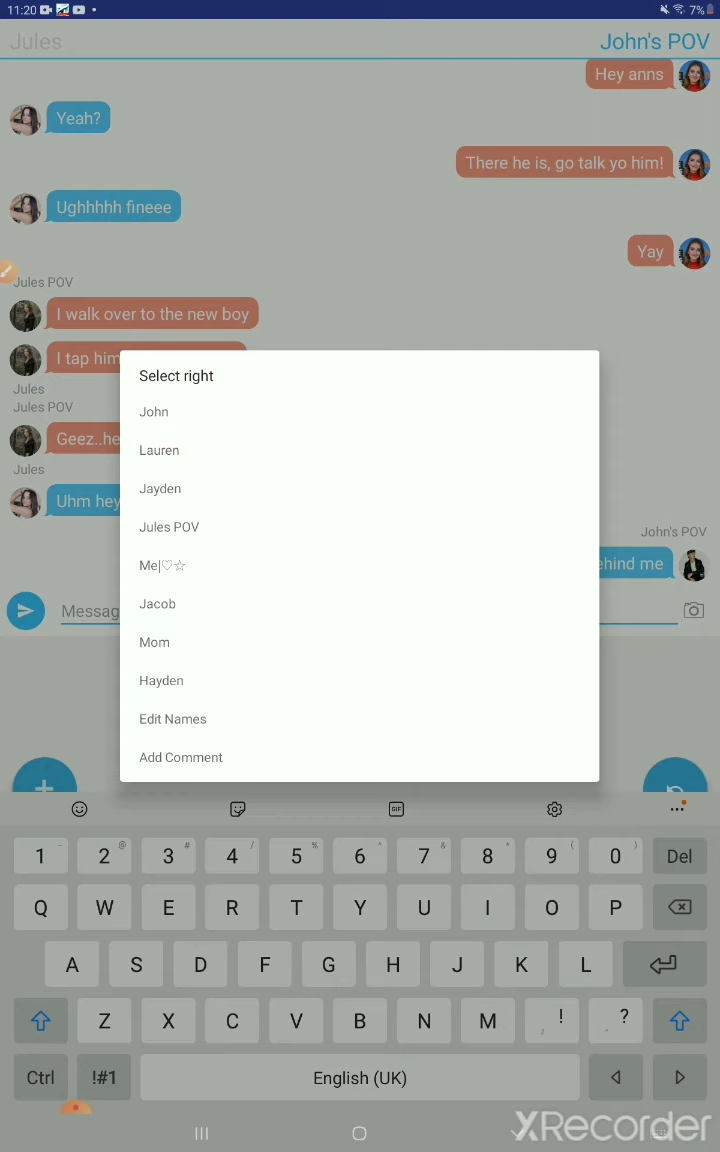 11:20
7%
Jules
John's POV
Hey anns
Yeah?
There he is, go talk yo him!
Ughhhhh fineee
Yay
Jules POV
I walk over to the new boy
I tap him
Jules
Jules POV
Geez..he
Jules
Uhm hey
John's POV
ehind me
Messag
Select right
John
Lauren
Jayden
Jules POV
Me|♡☆
Jacob
Mom
Hayden
Edit Names
Add Comment
GIF
1 2 @ 3 # 4 / 5 % 6 ^ 7 & 8 * 9 ( 0 ) Del
Q W E R T Y U I O P
A S D F G H J K L
Z X C V B N M , ! . ?
Ctrl !#1 English (UK)
XRecorder